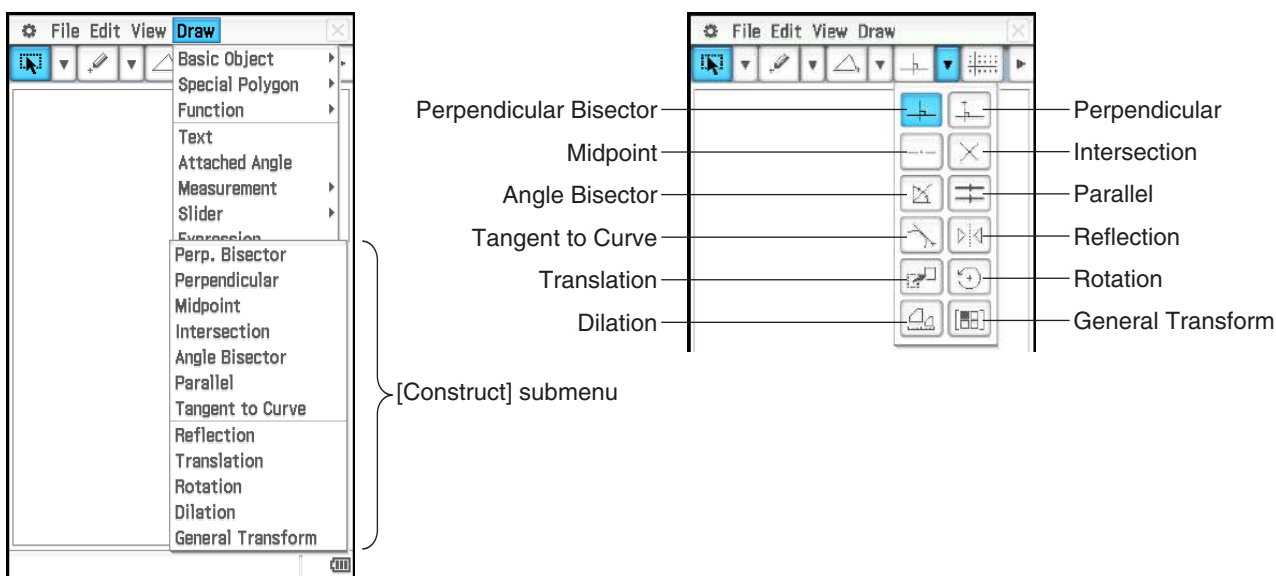 File Edit View Draw
Basic Object
Special Polygon
Function
Text
Attached Angle
Measurement
Slider
Expression
Perp. Bisector
Perpendicular
Midpoint
Intersection
Angle Bisector
Parallel
Tangent to Curve
Reflection
Translation
Rotation
Dilation
General Transform
[Construct] submenu
File Edit View Draw
Perpendicular Bisector
Perpendicular
Midpoint
Intersection
Angle Bisector
Parallel
Tangent to Curve
Reflection
Translation
Rotation
Dilation
General Transform